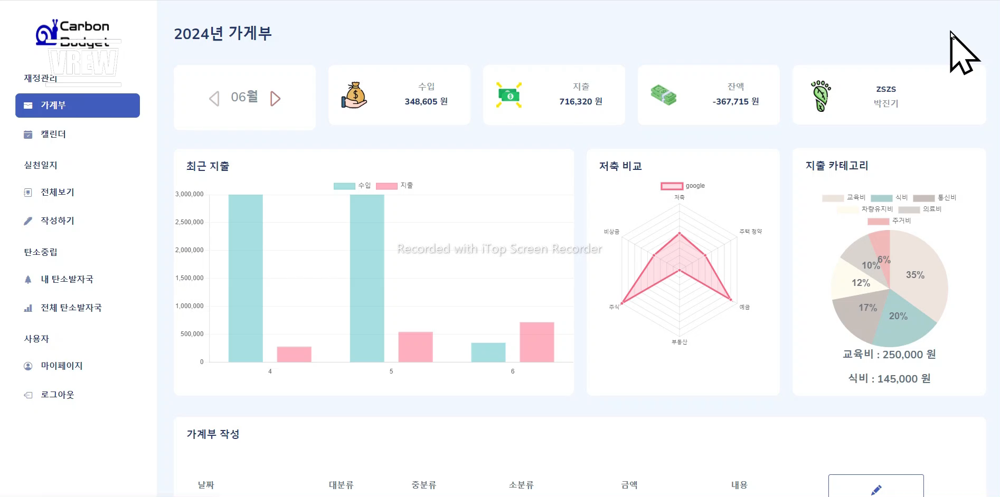 Carbon
Budget
VREW
재정관리
가계부
캘린더
실천일지
전체보기
작성하기
탄소중립
내 탄소발자국
전체 탄소발자국
사용자
마이페이지
로그아웃
2024년 가게부
06월
수입
348,605 원
지출
716,320 원
잔액
-367,715 원
zszs
박진기
최근 지출
수입 지출
3,000,000
2,500,000
2,000,000
1,500,000
1,000,000
500,000
0
4 5 6
Recorded with iTop Screen Recorder
저축 비교
google
저축
주택 청약
예금
부동산
주식
비상금
지출 카테고리
교육비 식비 통신비
차량유지비 의료비
주거비
35%
20%
17%
12%
10%
6%
교육비 : 250,000 원
식비 : 145,000 원
가계부 작성
날짜 대분류 중분류 소분류 금액 내용